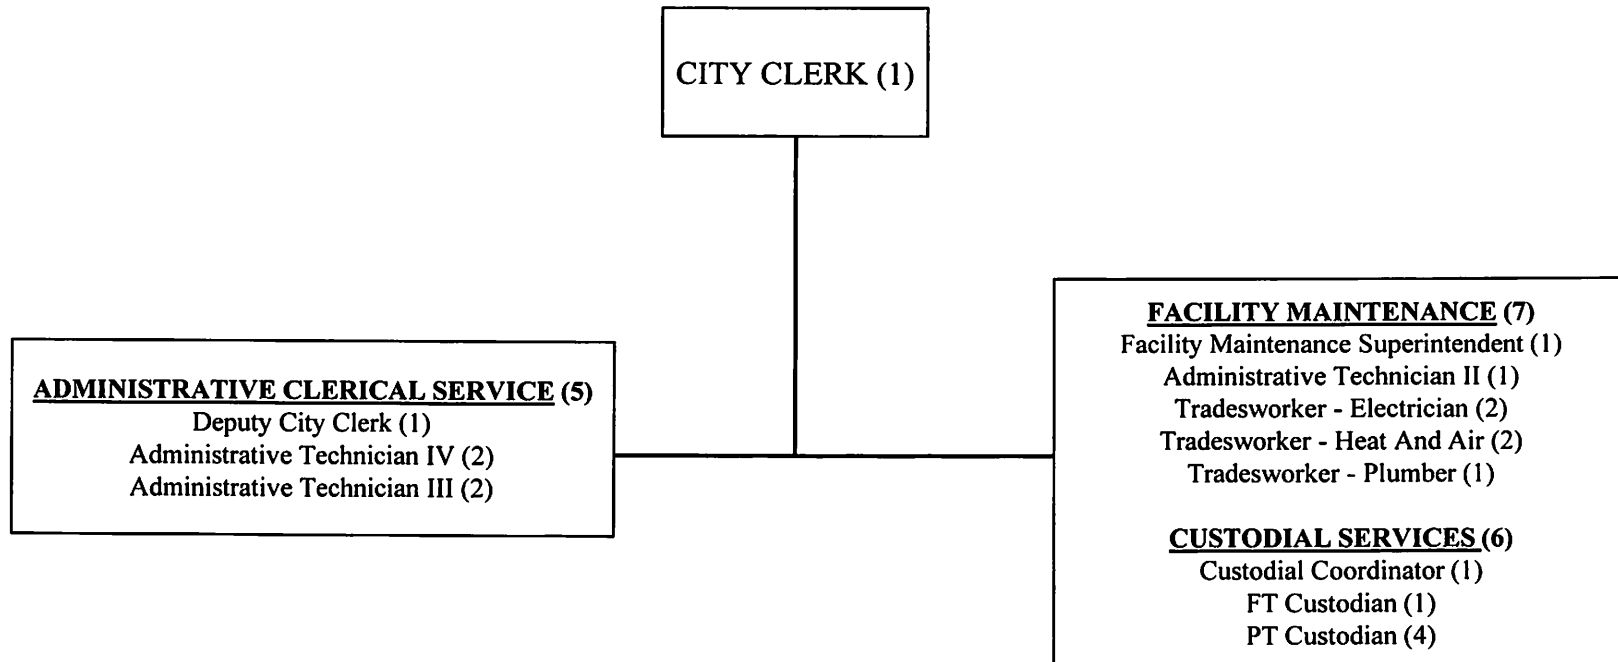 CITY CLERK (1)
ADMINISTRATIVE CLERICAL SERVICE (5)
Deputy City Clerk (1)
Administrative Technician IV (2)
Administrative Technician III (2)
FACILITY MAINTENANCE (7)
Facility Maintenance Superintendent (1)
Administrative Technician II (1)
Tradesworker - Electrician (2)
Tradesworker - Heat And Air (2)
Tradesworker - Plumber (1)
CUSTODIAL SERVICES (6)
Custodial Coordinator (1)
FT Custodian (1)
PT Custodian (4)